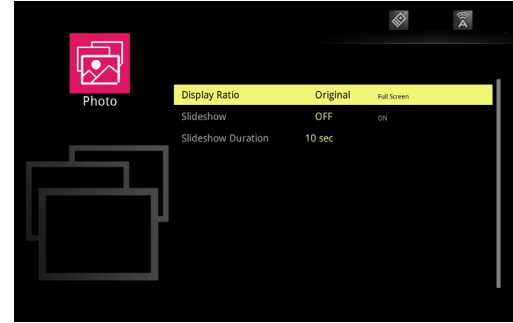 A
Photo
Display Ratio Original Full Screen
Slideshow OFF ON
Slideshow Duration 10 sec